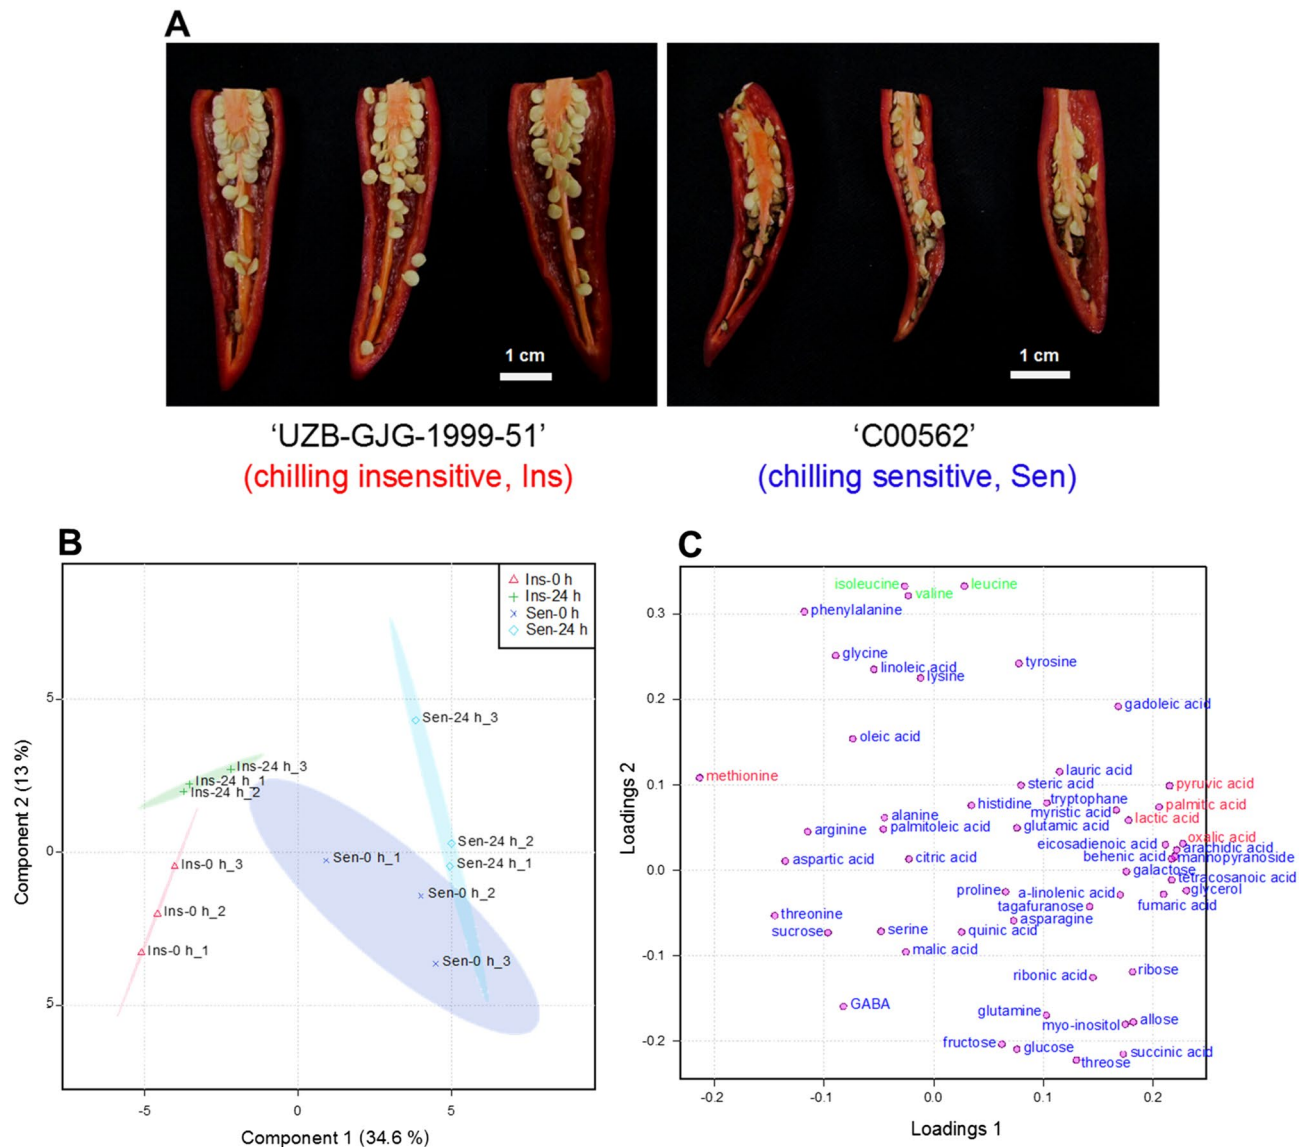 A
1 cm
1 cm
‘UZB-GJG-1999-51’
(chilling insensitive, Ins)
‘C00562’
(chilling sensitive, Sen)
B
Component 2 (13 %)
5
0
5
-5
0
5
Component 1 (34.6 %)
Ins-0 h
Ins-24 h
Sen-0 h
Sen-24 h
Sen-24 h_3
Ins-24 h_3
Ins-24 h_1
Ins-24 h_2
Sen-24 h_2
Sen-0 h_1
Sen-24 h_1
Ins-0 h_3
Sen-0 h_2
Ins-0 h_2
Ins-0 h_1
Sen-0 h_3
C
Loadings 2
0.3
0.2
0.1
0.0
-0.1
-0.2
-0.2
-0.1
0.0
0.1
0.2
Loadings 1
isoleucine
leucine
valine
phenylalanine
glycine
linoleic acid
tyrosine
lysine
gadoleic acid
oleic acid
lauric acid
methionine
steric acid
pyruvic acid
histidine
tryptophane
palmitic acid
myristic acid
alanine
lactic acid
arginine
palmitoleic acid
glutamic acid
oxalic acid
eicosadienoic acid
arachidic acid
aspartic acid
citric acid
behenic acid
mannopyranoside
galactose
tetracosanoic acid
proline
a-linolenic acid
glycerol
tagafuranose
fumaric acid
threonine
asparagine
sucrose
serine
quinic acid
malic acid
ribonic acid
ribose
GABA
glutamine
myo-inositol
allose
fructose
glucose
succinic acid
threose